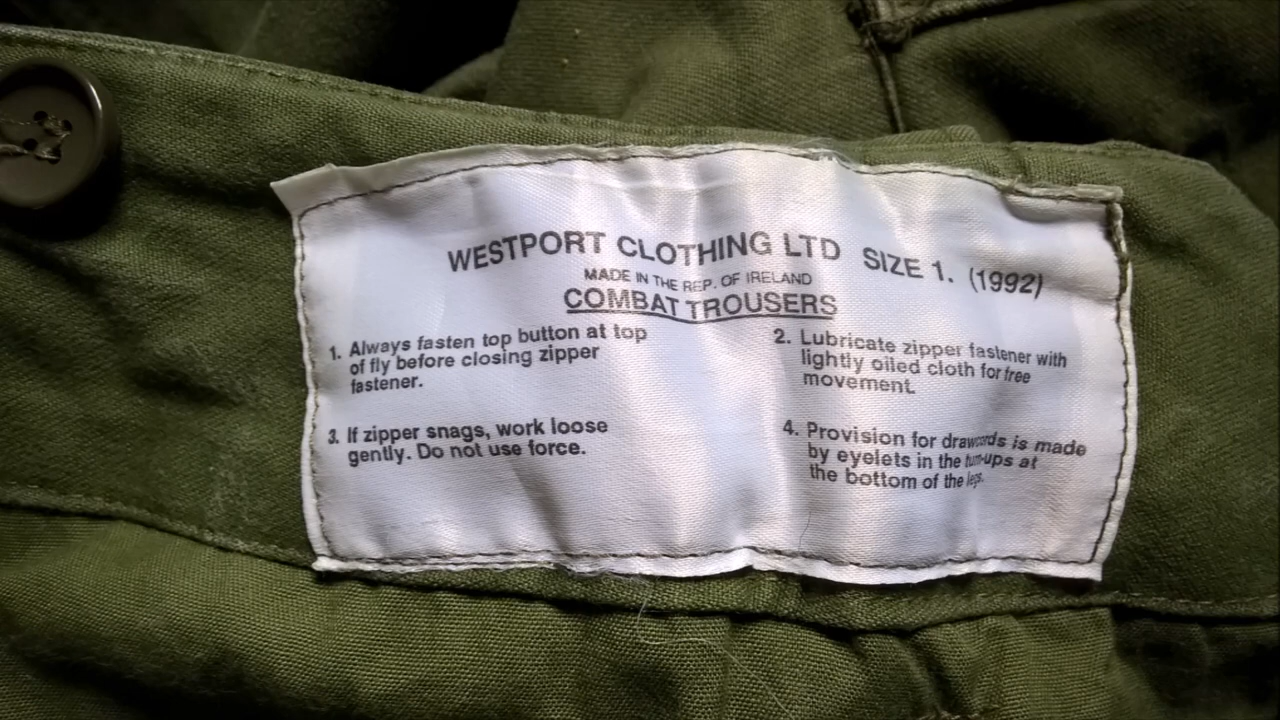 WESTPORT CLOTHING LTD SIZE 1. (1992)
MADE IN THE REP. OF IRELAND
COMBAT TROUSERS
1. Always fasten top button at top
of fly before closing zipper
fastener.
2. Lubricate zipper fastener with
lightly oiled cloth for free
movement.
3. If zipper snags, work loose
gently. Do not use force.
4. Provision for drawcords is made
by eyelets in the turn-ups at
the bottom of the legs.